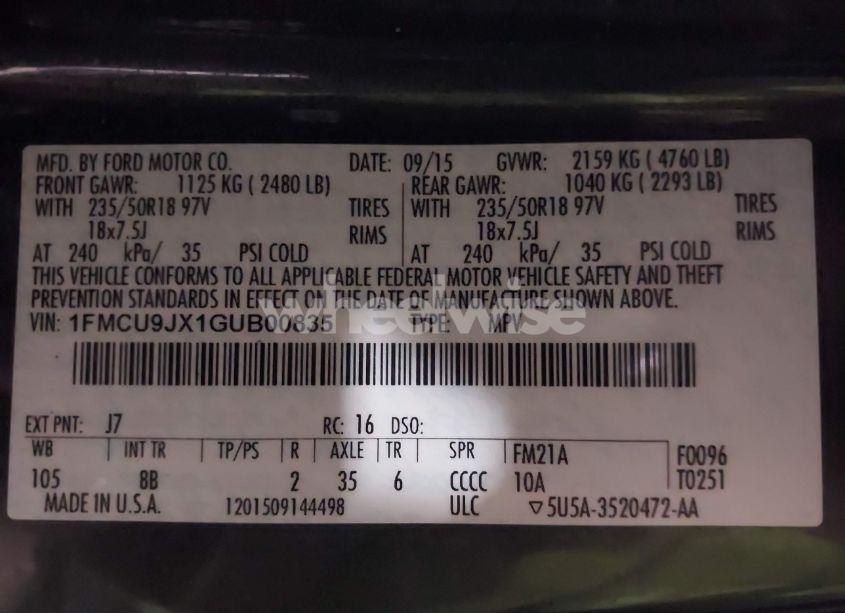 MFD. BY FORD MOTOR CO. DATE: 09/15 GVWR: 2159 KG ( 4760 LB)
FRONT GAWR: 1125 KG ( 2480 LB) REAR GAWR: 1040 KG ( 2293 LB)
WITH 235/50R18 97V TIRES WITH 235/50R18 97V TIRES
18x7.5J RIMS 18x7.5J RIMS
AT 240 kPa/ 35 PSI COLD AT 240 kPa/ 35 PSI COLD
THIS VEHICLE CONFORMS TO ALL APPLICABLE FEDERAL MOTOR VEHICLE SAFETY AND THEFT
PREVENTION STANDARDS IN EFFECT ON THE DATE OF MANUFACTURE SHOWN ABOVE.
wheelwise
VIN: 1FMCU9JX1GUB00835 TYPE: MPV
EXT PNT: J7 RC: 16 DSO:
WB INT TR TP/PS R AXLE TR SPR FM21A F0096
105 8B 2 35 6 CCCC 10A T0251
MADE IN U.S.A. 1201509144498 ULC ▽5U5A-3520472-AA